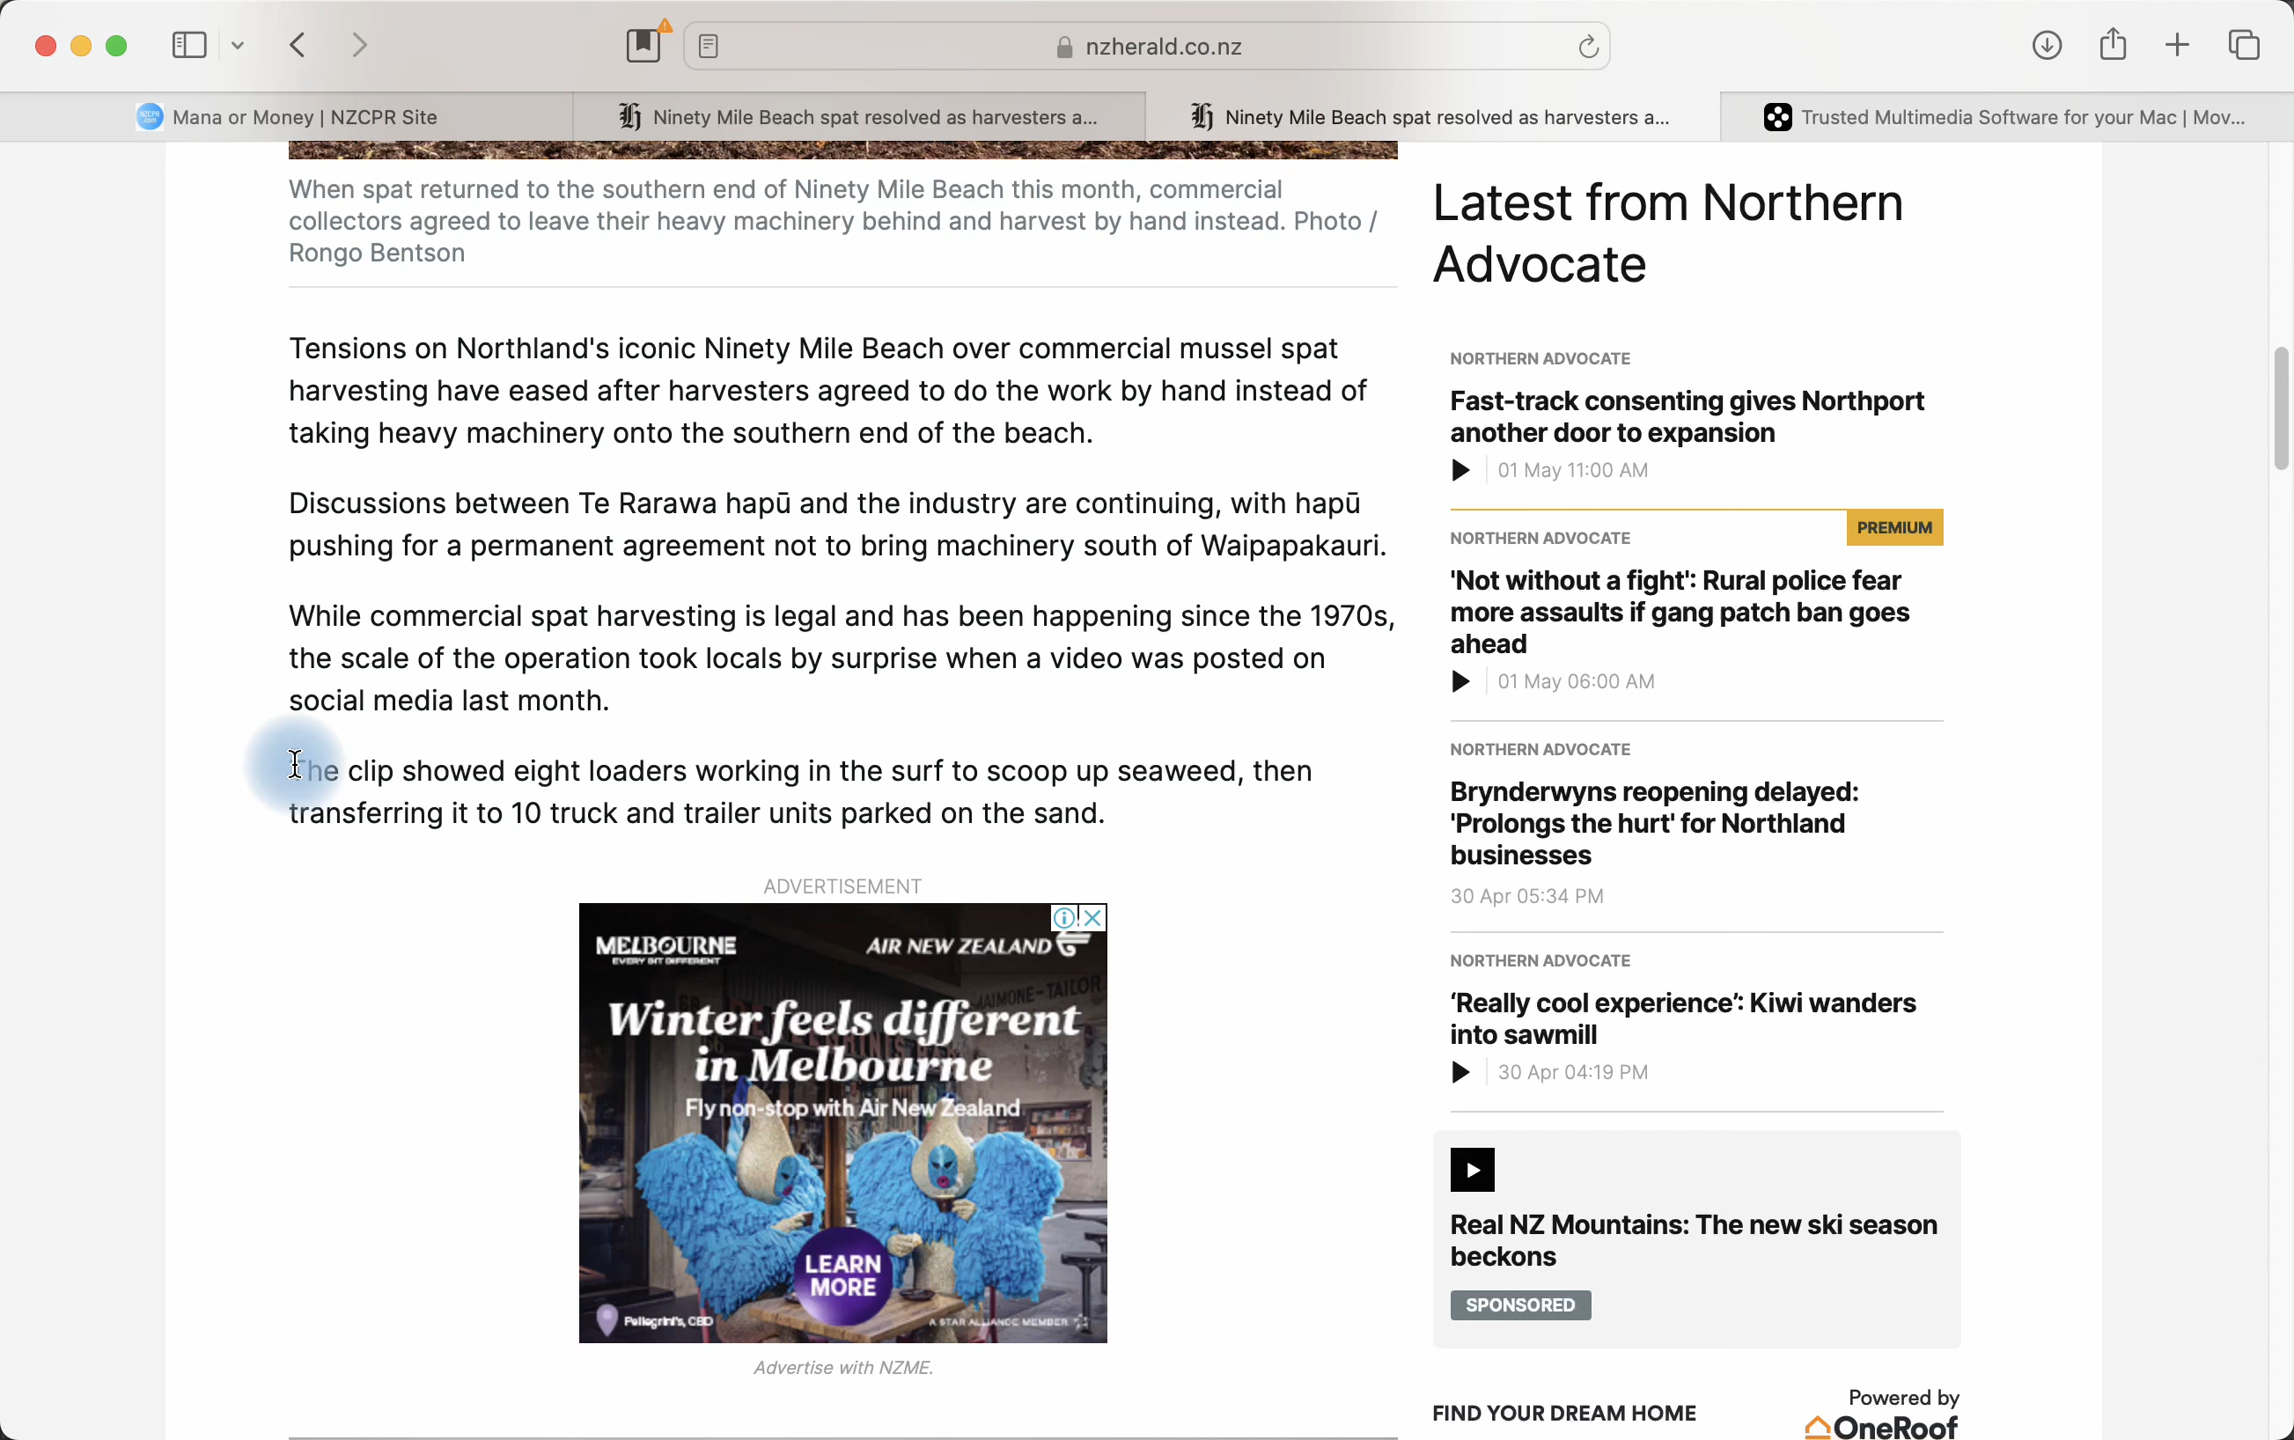 nzherald.co.nz
Mana or Money | NZCPR Site
Ninety Mile Beach spat resolved as harvesters a...
Ninety Mile Beach spat resolved as harvesters a...
Trusted Multimedia Software for your Mac | Mov...
When spat returned to the southern end of Ninety Mile Beach this month, commercial
collectors agreed to leave their heavy machinery behind and harvest by hand instead. Photo /
Rongo Bentson
Tensions on Northland's iconic Ninety Mile Beach over commercial mussel spat
harvesting have eased after harvesters agreed to do the work by hand instead of
taking heavy machinery onto the southern end of the beach.
Discussions between Te Rarawa hapū and the industry are continuing, with hapū
pushing for a permanent agreement not to bring machinery south of Waipapakauri.
While commercial spat harvesting is legal and has been happening since the 1970s,
the scale of the operation took locals by surprise when a video was posted on
social media last month.
The clip showed eight loaders working in the surf to scoop up seaweed, then
transferring it to 10 truck and trailer units parked on the sand.
ADVERTISEMENT
MELBOURNE
EVERY BIT DIFFERENT
AIR NEW ZEALAND
JAIMONE-TAILOR
Winter feels different
in Melbourne
Fly non-stop with Air New Zealand
LEARN
MORE
Pellegrini's, CBD
A STAR ALLIANCE MEMBER
Advertise with NZME.
Latest from Northern
Advocate
NORTHERN ADVOCATE
Fast-track consenting gives Northport
another door to expansion
01 May 11:00 AM
PREMIUM
NORTHERN ADVOCATE
'Not without a fight': Rural police fear
more assaults if gang patch ban goes
ahead
01 May 06:00 AM
NORTHERN ADVOCATE
Brynderwyns reopening delayed:
'Prolongs the hurt' for Northland
businesses
30 Apr 05:34 PM
NORTHERN ADVOCATE
‘Really cool experience’: Kiwi wanders
into sawmill
30 Apr 04:19 PM
Real NZ Mountains: The new ski season
beckons
SPONSORED
FIND YOUR DREAM HOME
Powered by
OneRoof